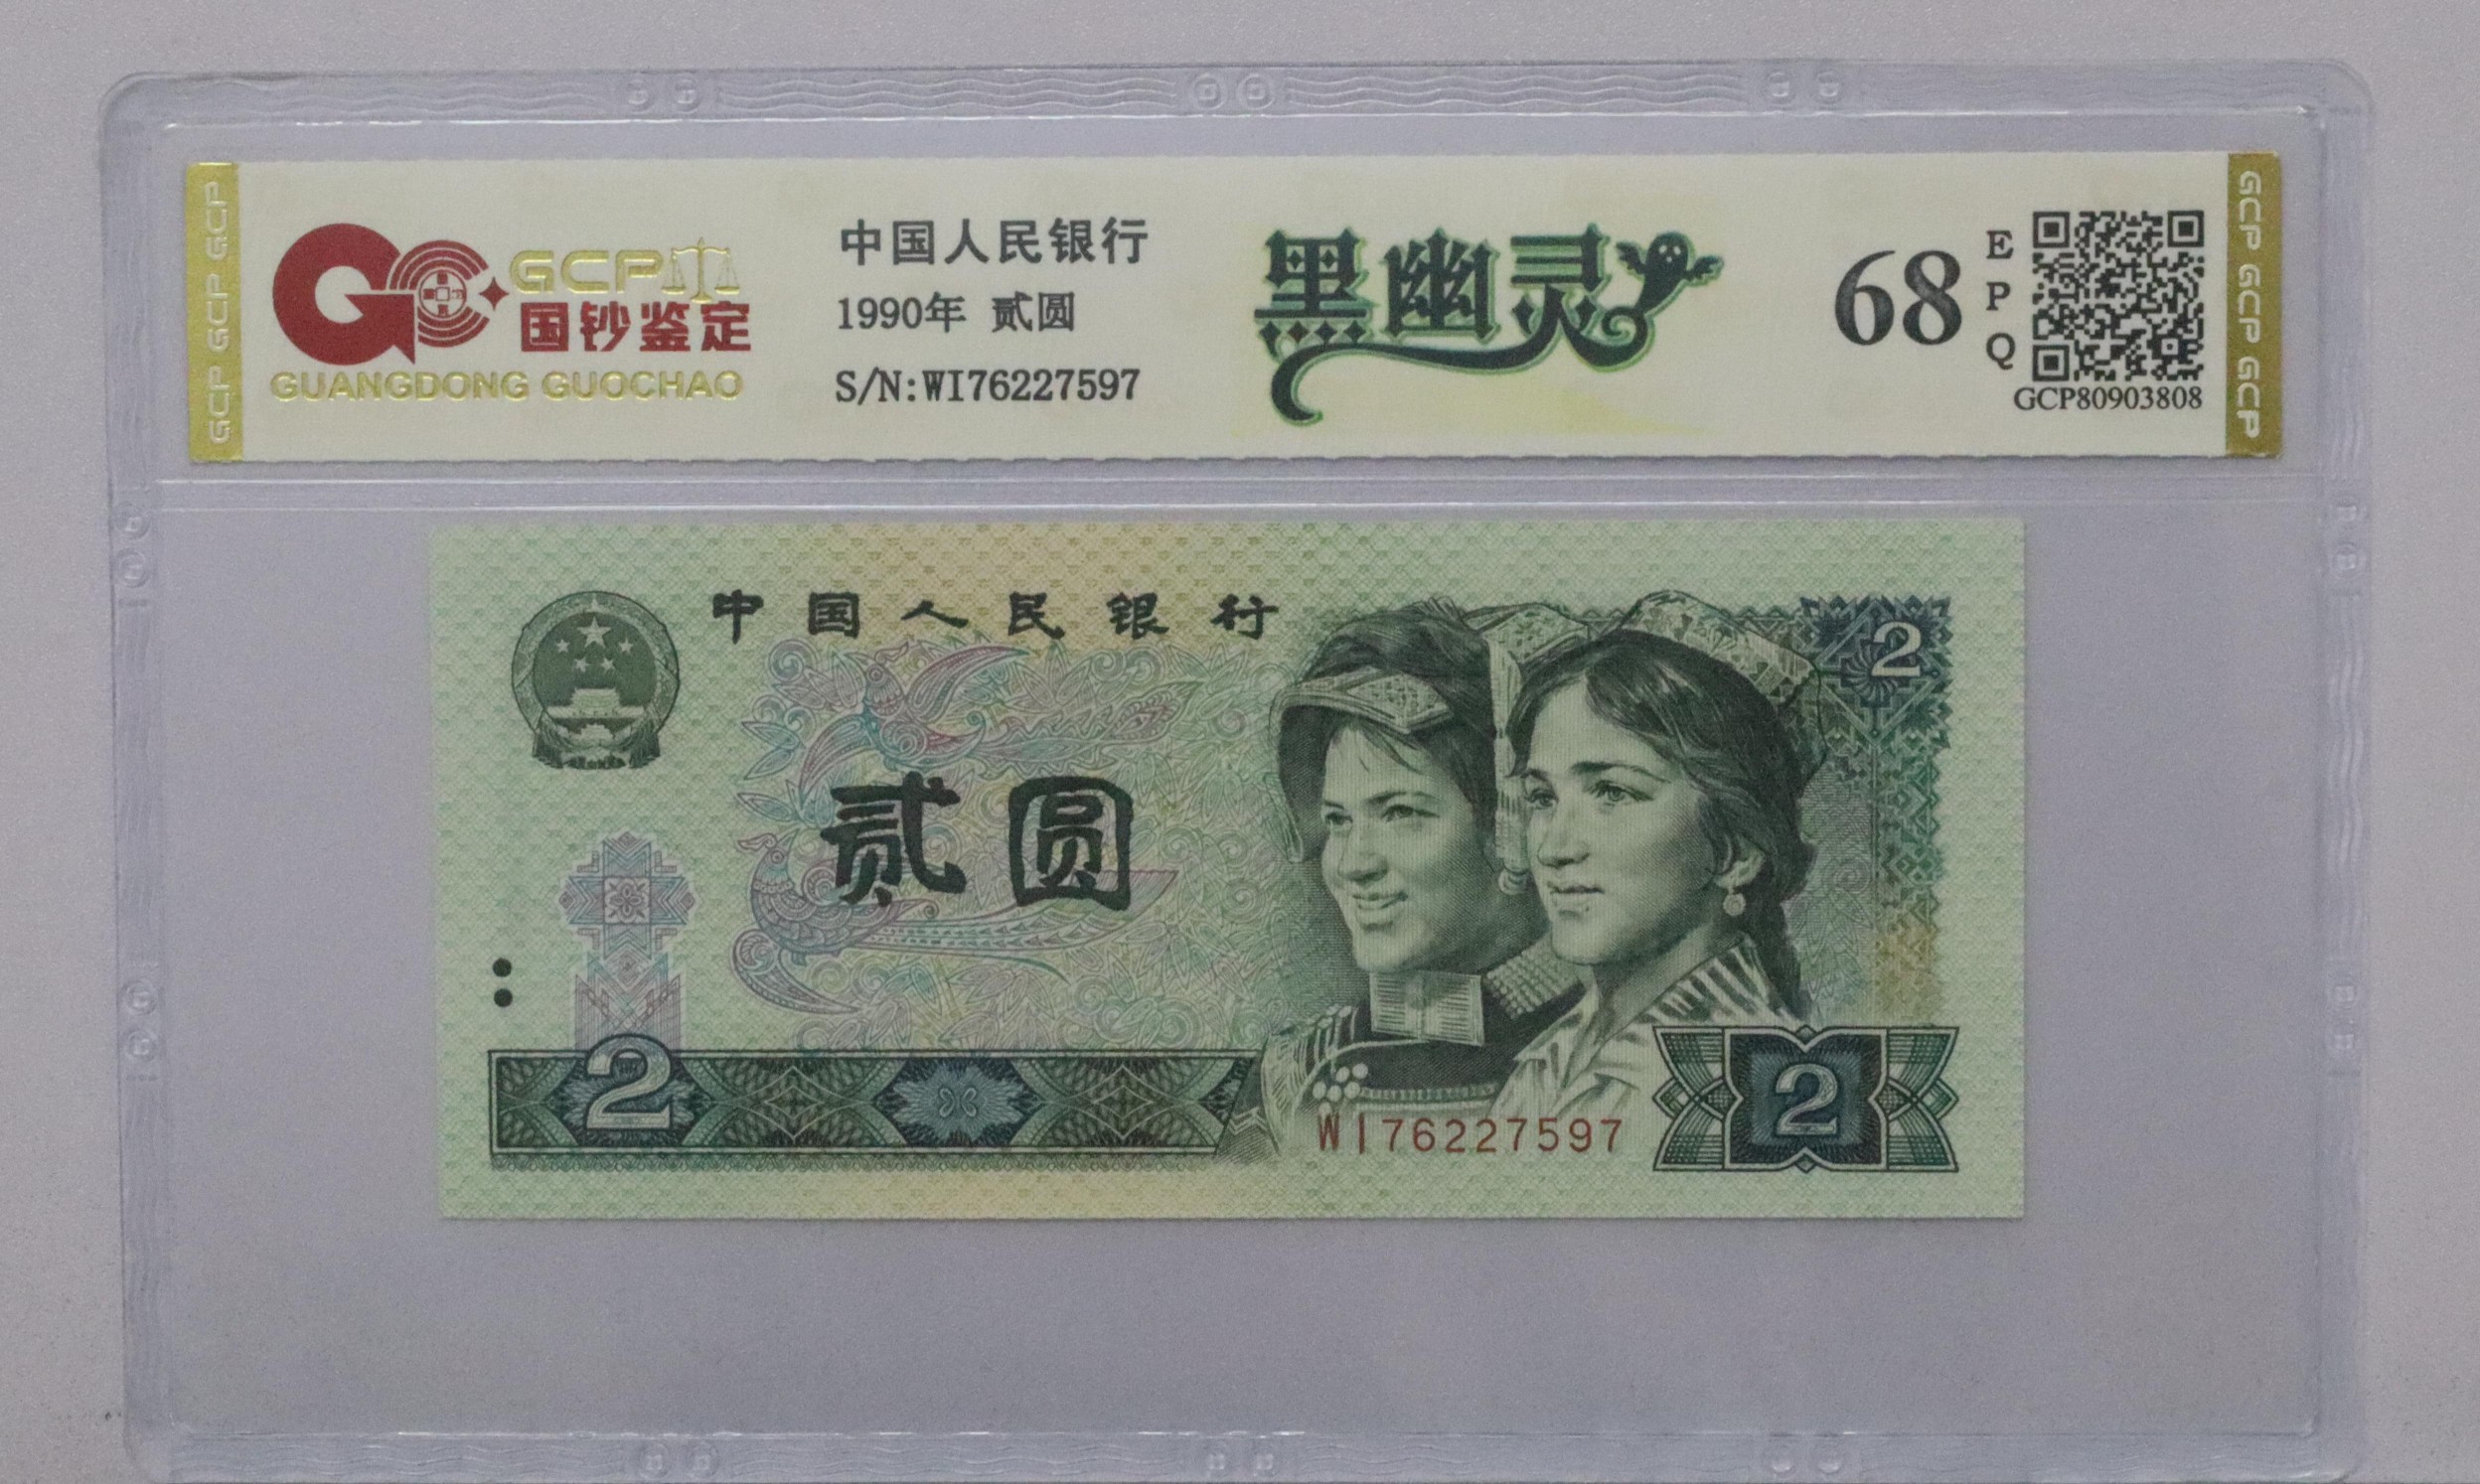 GCP GCP GCP
GCP
国钞鉴定
GUANGDONG GUOCHAO
中国人民银行
1990年 贰圆
S/N:WI76227597
黑幽灵
68
E
P
Q
GCP80903808
GCP GCP GCP
中国人民银行
2
贰圆
2
WI76227597
2